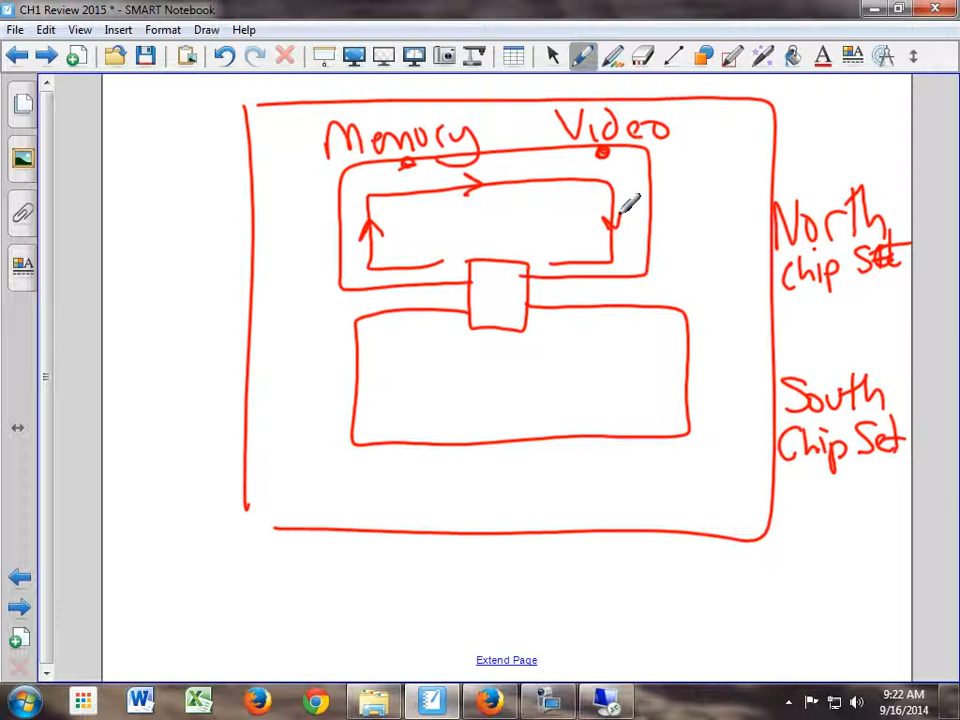 CH1 Review 2015 * - SMART Notebook
File Edit View Insert Format Draw Help
Memory Video
North
Chip Set
South
Chip Set
Extend Page
9:22 AM
9/16/2014